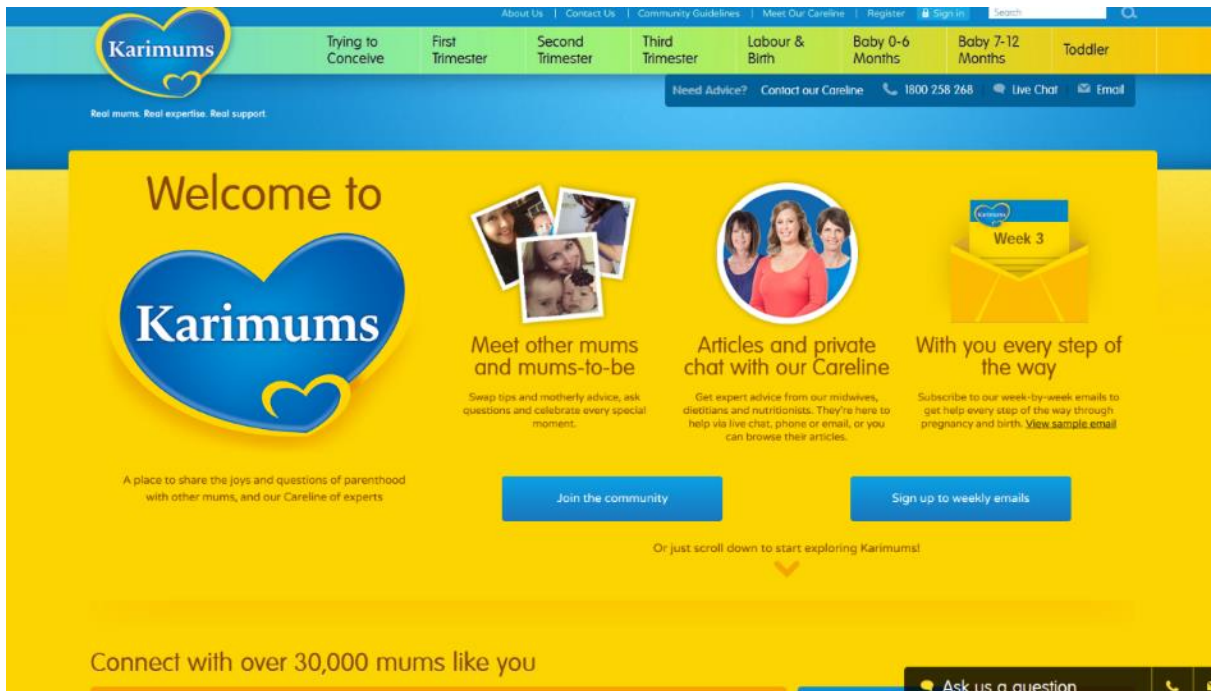 About Us | Contact Us | Community Guidelines | Meet Our Careline | Register Sign in Search
Karimums
Trying to Conceive
First Trimester
Second Trimester
Third Trimester
Labour & Birth
Baby 0-6 Months
Baby 7-12 Months
Toddler
Need Advice? Contact our Careline 1800 258 268 Live Chat Email
Real mums. Real expertise. Real support
Welcome to
Karimums
A place to share the joys and questions of parenthood
with other mums, and our Careline of experts
Meet other mums
and mums-to-be
Swap tips and motherly advice, ask
questions and celebrate every special
moment.
Articles and private
chat with our Careline
Get expert advice from our midwives,
dietitians and nutritionists. They're here to
help via live chat, phone or email, or you
can browse their articles.
Karimums
Week 3
With you every step of
the way
Subscribe to our week-by-week emails to
get help every step of the way through
pregnancy and birth. View sample email
Join the community
Sign up to weekly emails
Or just scroll down to start exploring Karimums!
Connect with over 30,000 mums like you
Ask us a question